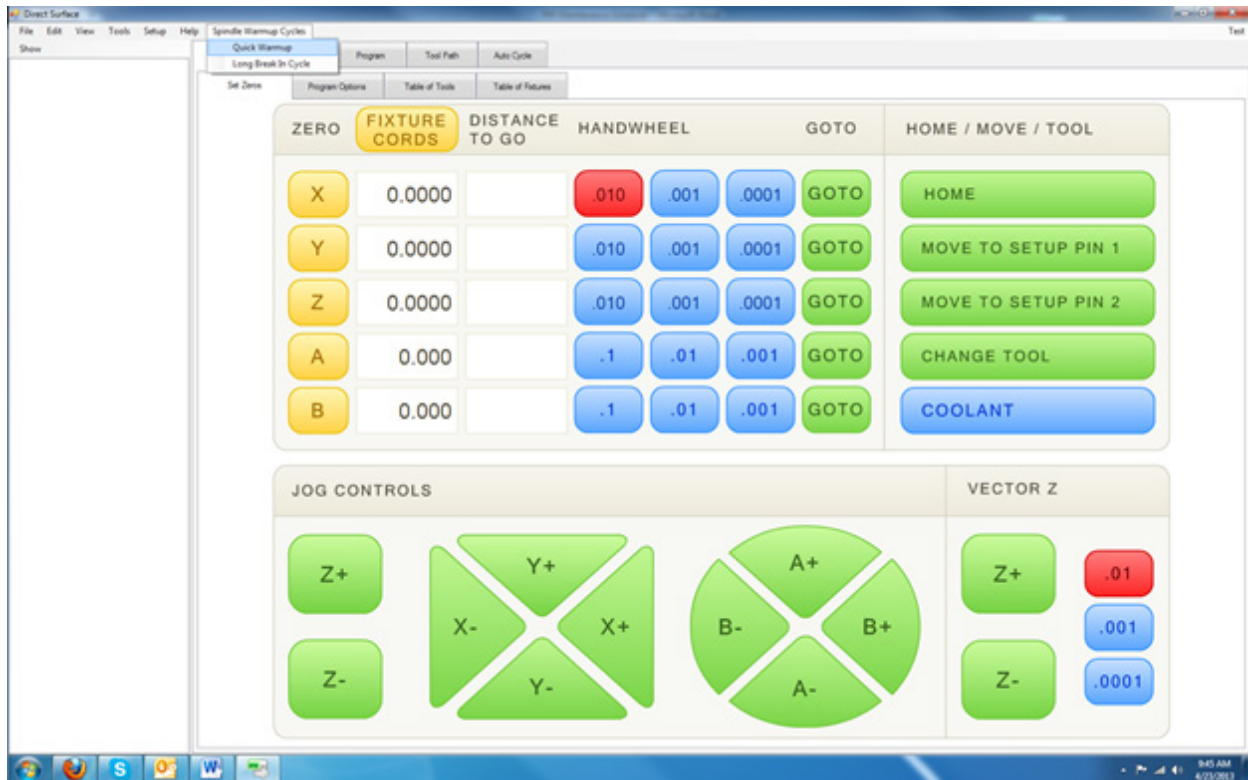 Direct Surface
File Edit View Tools Setup Help Spindle Warmup Cycles Test
Show
Quick Warmup
Long Break In Cycle
Program Tool Path Auto Cycle
Set Zeros Program Options Table of Tools Table of Fixtures
ZERO FIXTURE CORDS DISTANCE TO GO HANDWHEEL GOTO HOME / MOVE / TOOL
X 0.0000 .010 .001 .0001 GOTO HOME
Y 0.0000 .010 .001 .0001 GOTO MOVE TO SETUP PIN 1
Z 0.0000 .010 .001 .0001 GOTO MOVE TO SETUP PIN 2
A 0.000 .1 .01 .001 GOTO CHANGE TOOL
B 0.000 .1 .01 .001 GOTO COOLANT
JOG CONTROLS VECTOR Z
Z+ Y+ A+ Z+ .01
X- X+ B- B+ .001
Z- Y- A- Z- .0001
9:45 AM
4/23/2013